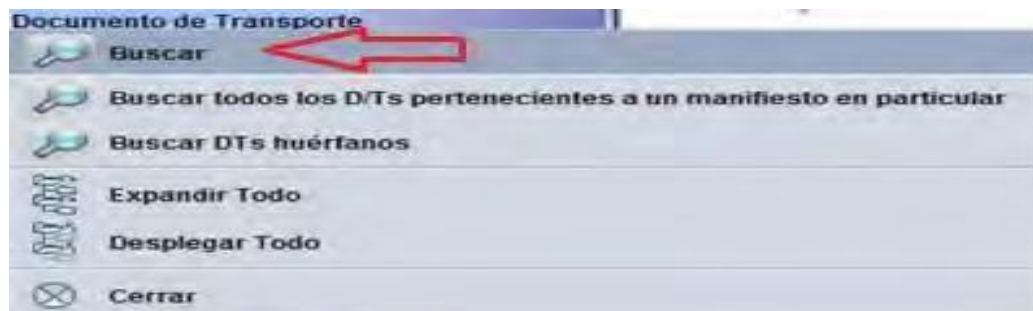 Documento de Transporte
Buscar
Buscar todos los D/Ts pertenecientes a un manifiesto en particular
Buscar DTs huérfanos
Expandir Todo
Desplegar Todo
Cerrar